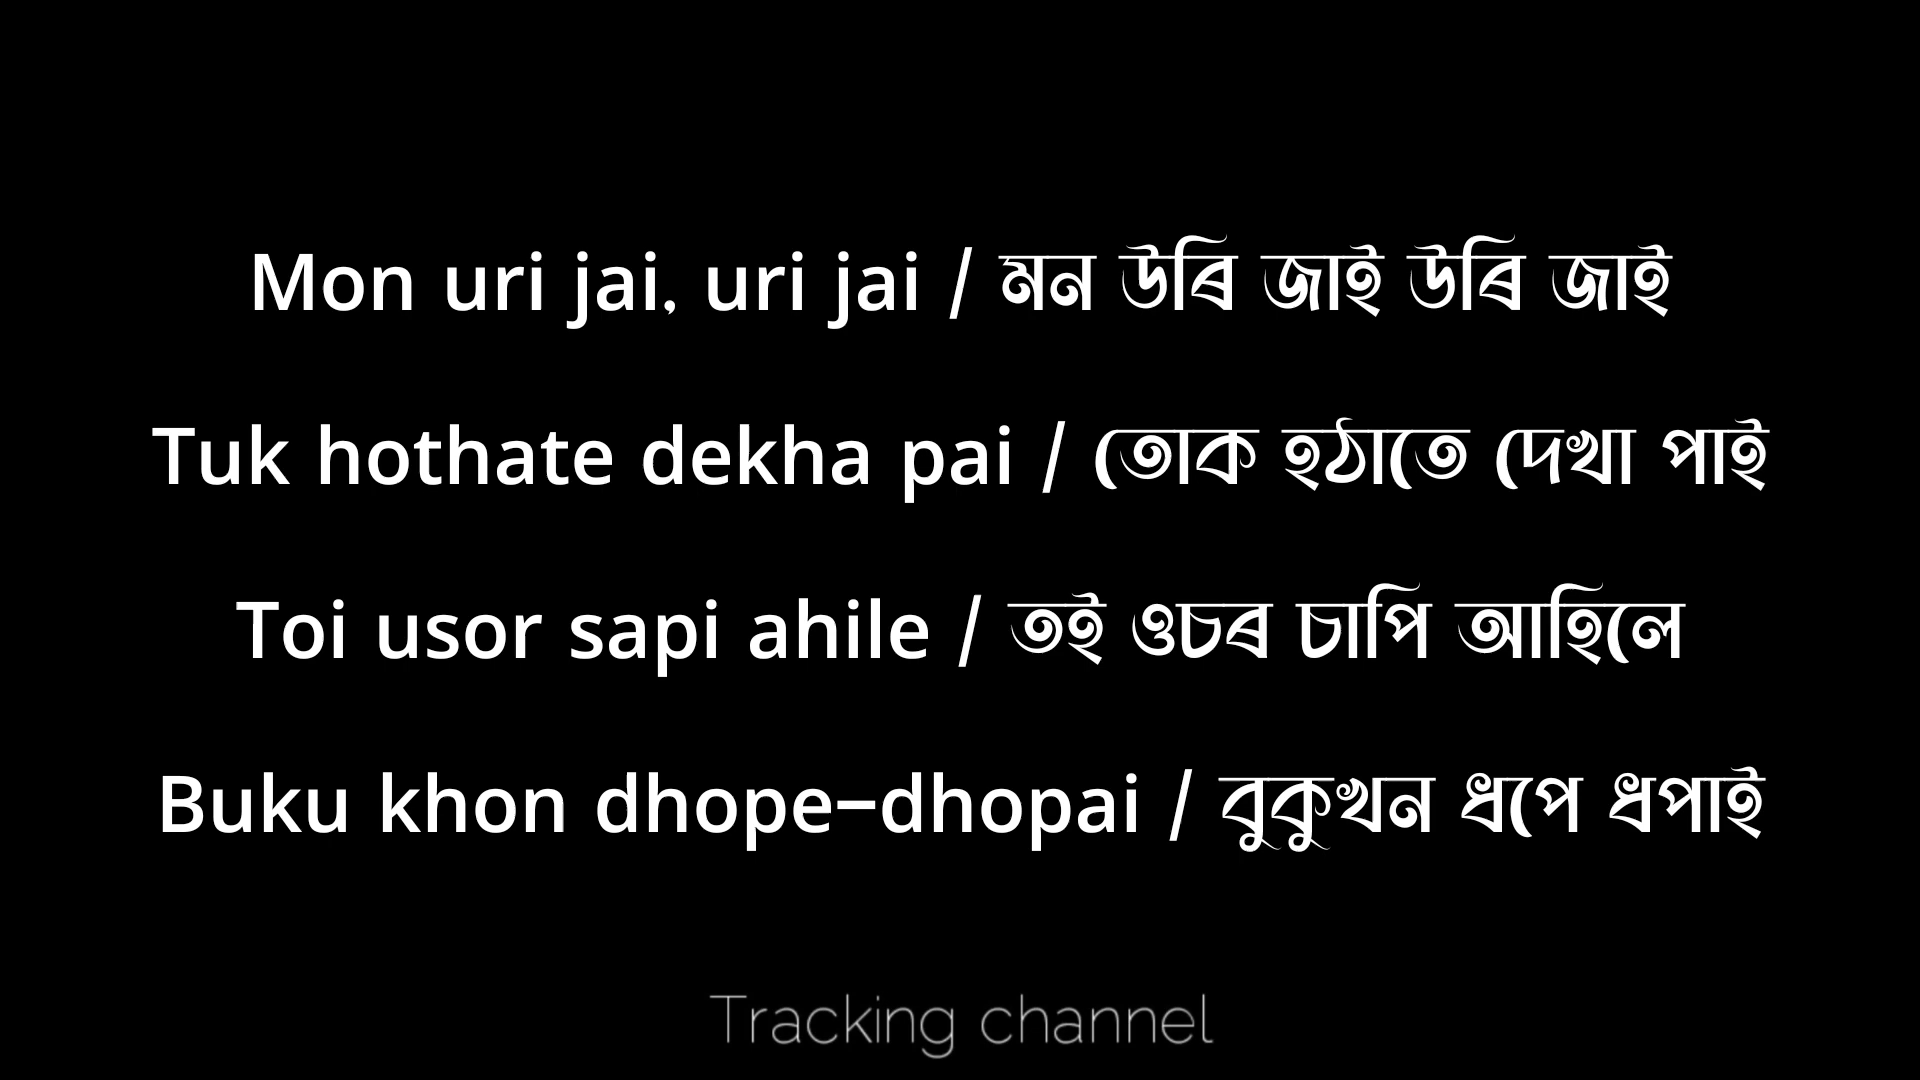 Mon uri jai, uri jai / মন উৰি জাই উৰি জাই
Tuk hothate dekha pai / তোক হঠাতে দেখা পাই
Toi usor sapi ahile / তই ওচৰ চাপি আহিলে
Buku khon dhope-dhopai / বুকুখন ধপে ধপাই
Tracking channel